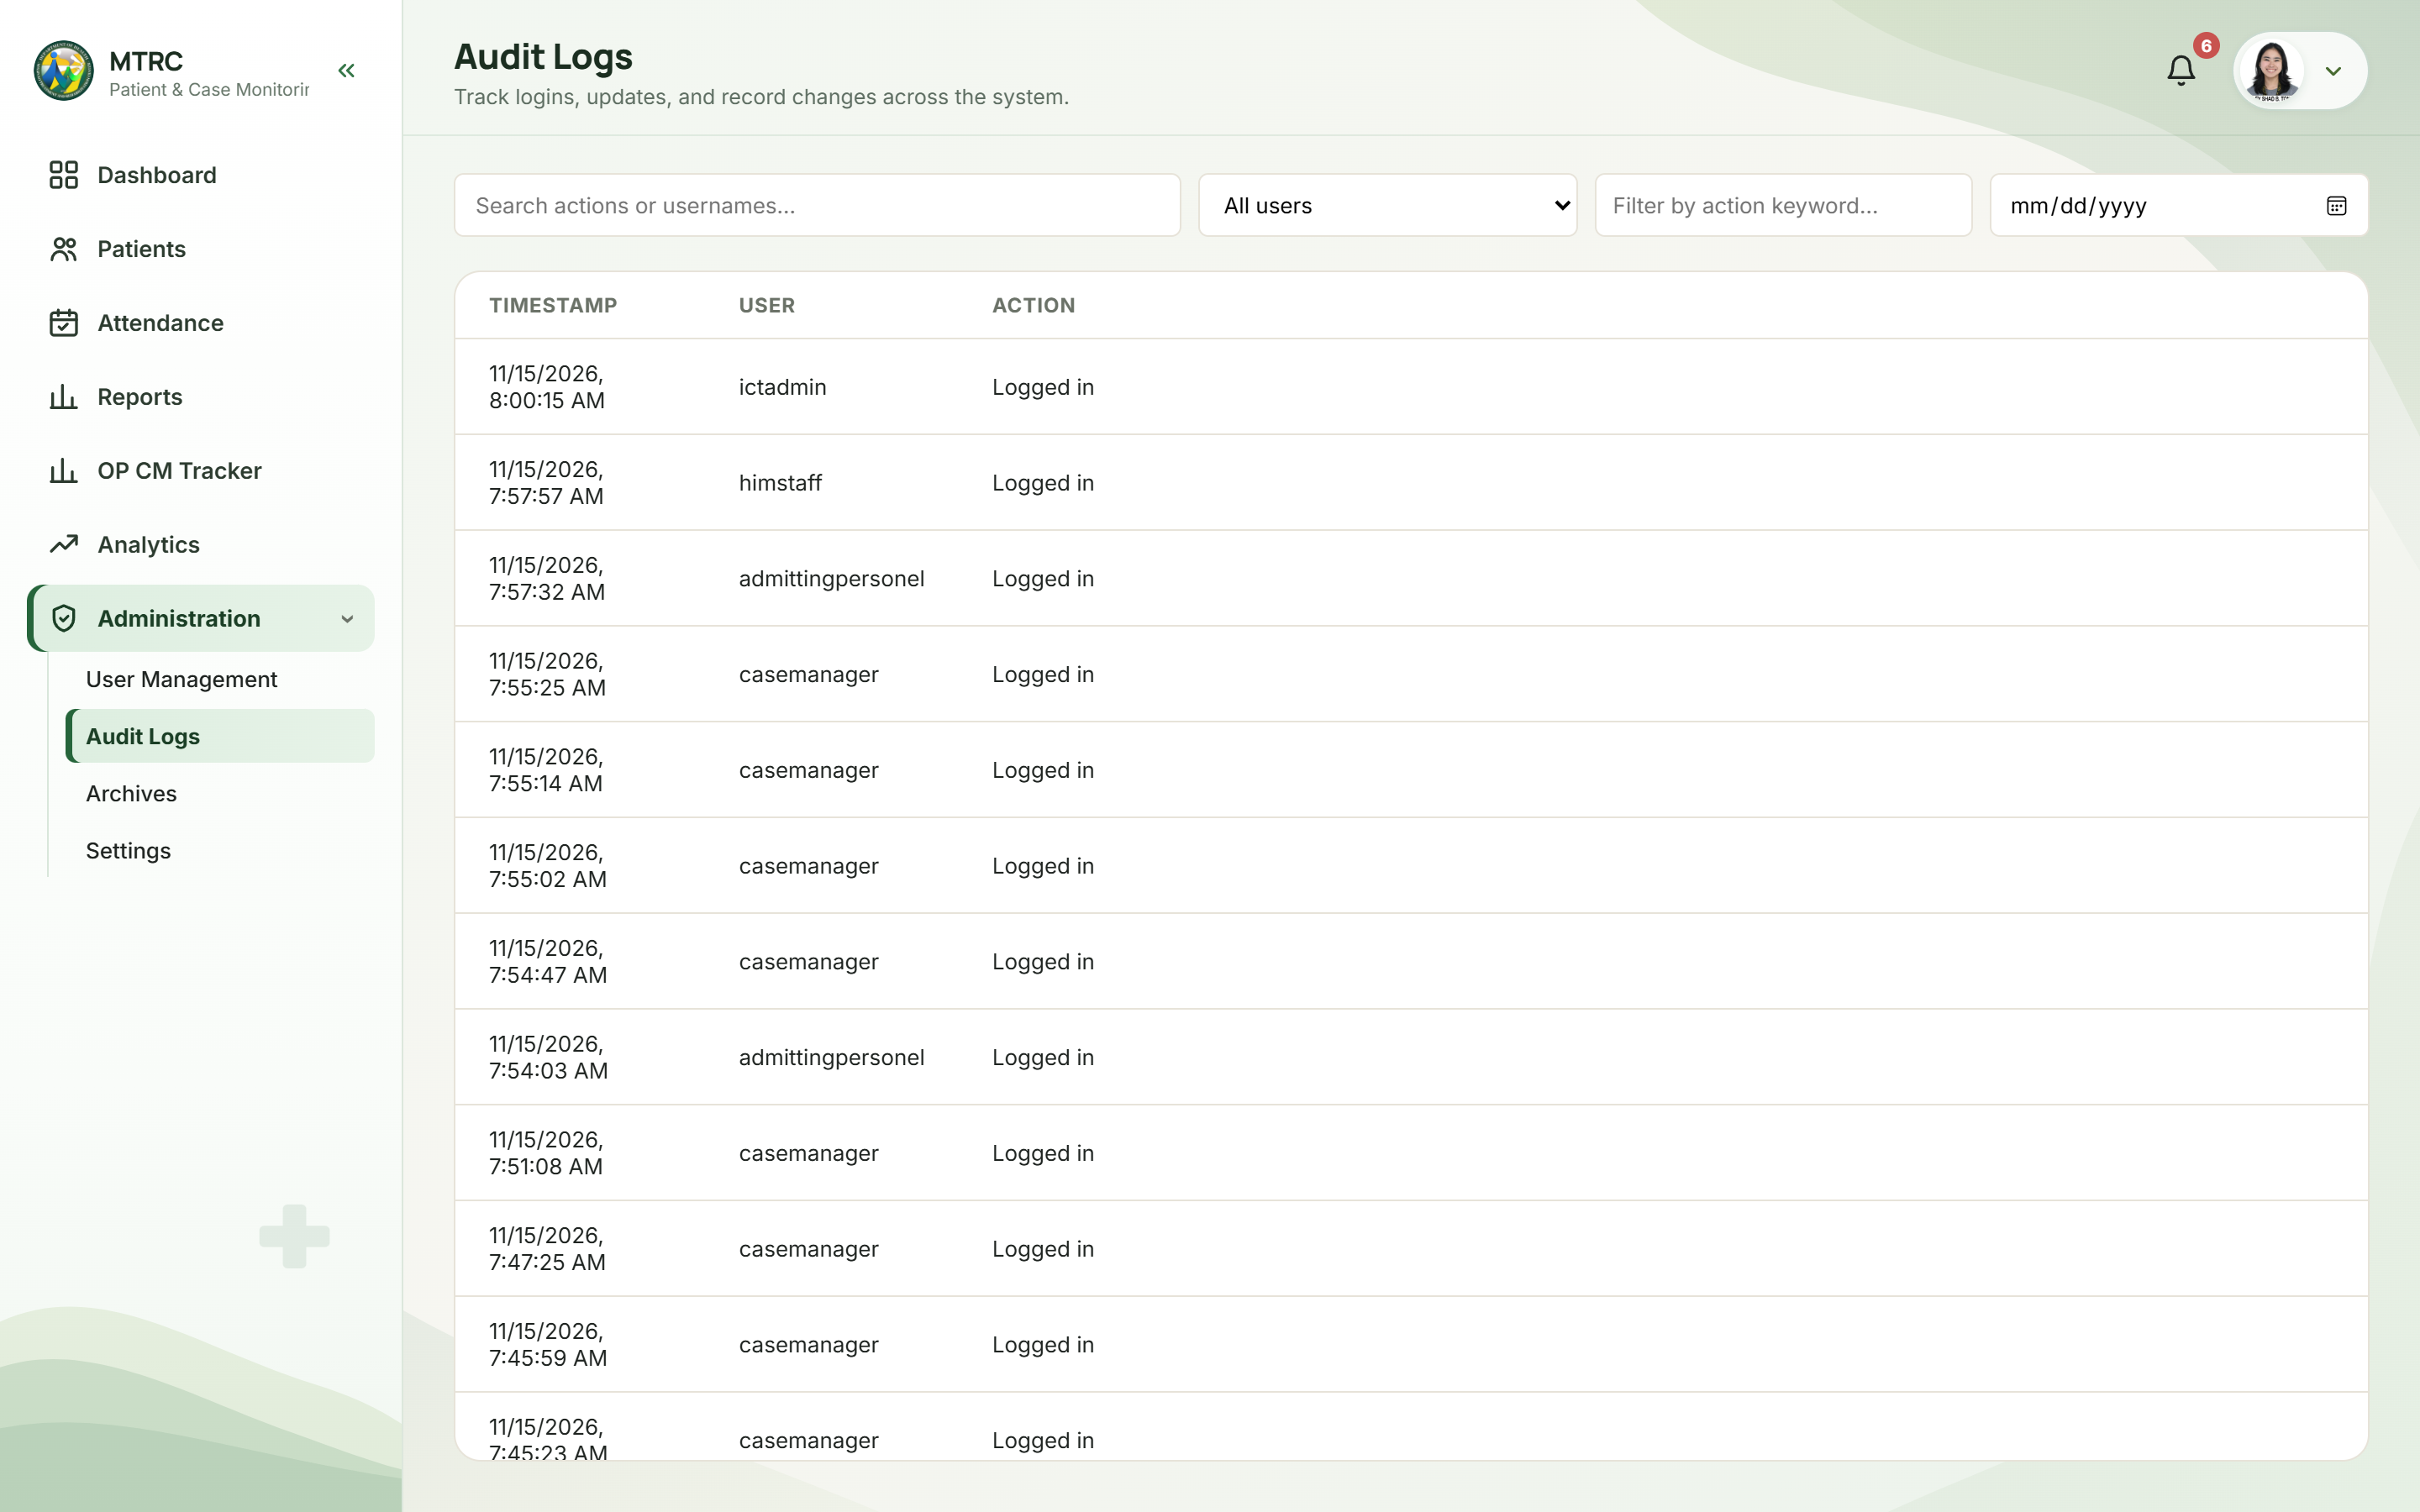 MTRC
Patient & Case Monitorin
Dashboard
Patients
Attendance
Reports
OP CM Tracker
Analytics
Administration
User Management
Audit Logs
Archives
Settings
Audit Logs
Track logins, updates, and record changes across the system.
6
Search actions or usernames...
All users
Filter by action keyword...
mm/dd/yyyy
TIMESTAMP USER ACTION
11/15/2026,
8:00:15 AM
ictadmin
Logged in
11/15/2026,
7:57:57 AM
himstaff
Logged in
11/15/2026,
7:57:32 AM
admittingpersonel
Logged in
11/15/2026,
7:55:25 AM
casemanager
Logged in
11/15/2026,
7:55:14 AM
casemanager
Logged in
11/15/2026,
7:55:02 AM
casemanager
Logged in
11/15/2026,
7:54:47 AM
casemanager
Logged in
11/15/2026,
7:54:03 AM
admittingpersonel
Logged in
11/15/2026,
7:51:08 AM
casemanager
Logged in
11/15/2026,
7:47:25 AM
casemanager
Logged in
11/15/2026,
7:45:59 AM
casemanager
Logged in
11/15/2026,
7:45:23 AM
casemanager
Logged in